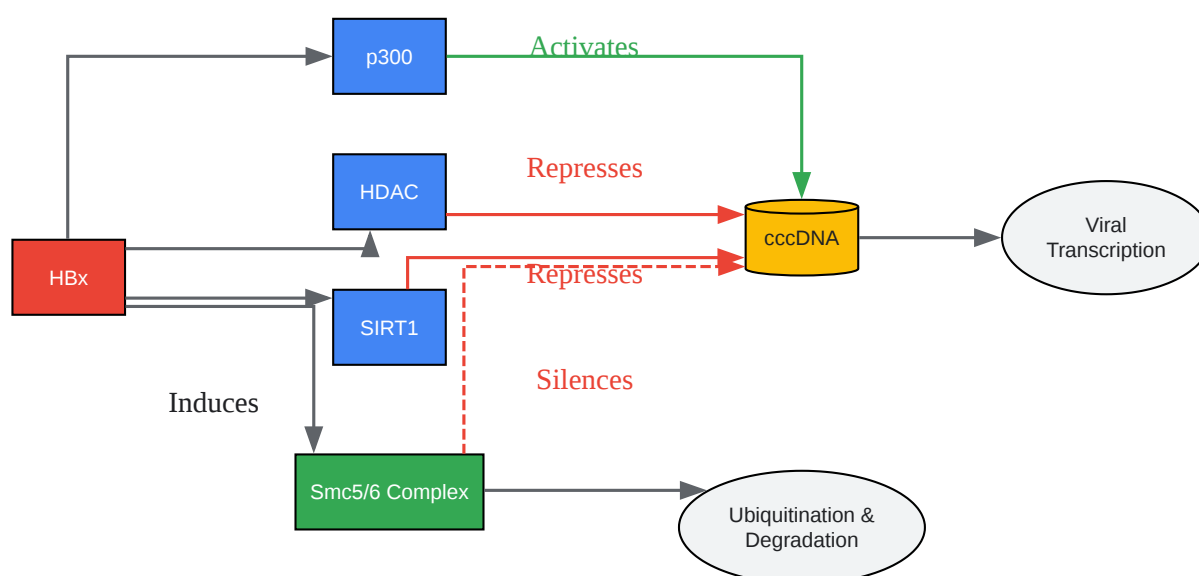 Activates
p300
Represses
HDAC
Viral
Transcription
cccDNA
HBx
Represses
SIRT1
Silences
Induces
Smc5/6 Complex
Ubiquitination &
Degradation